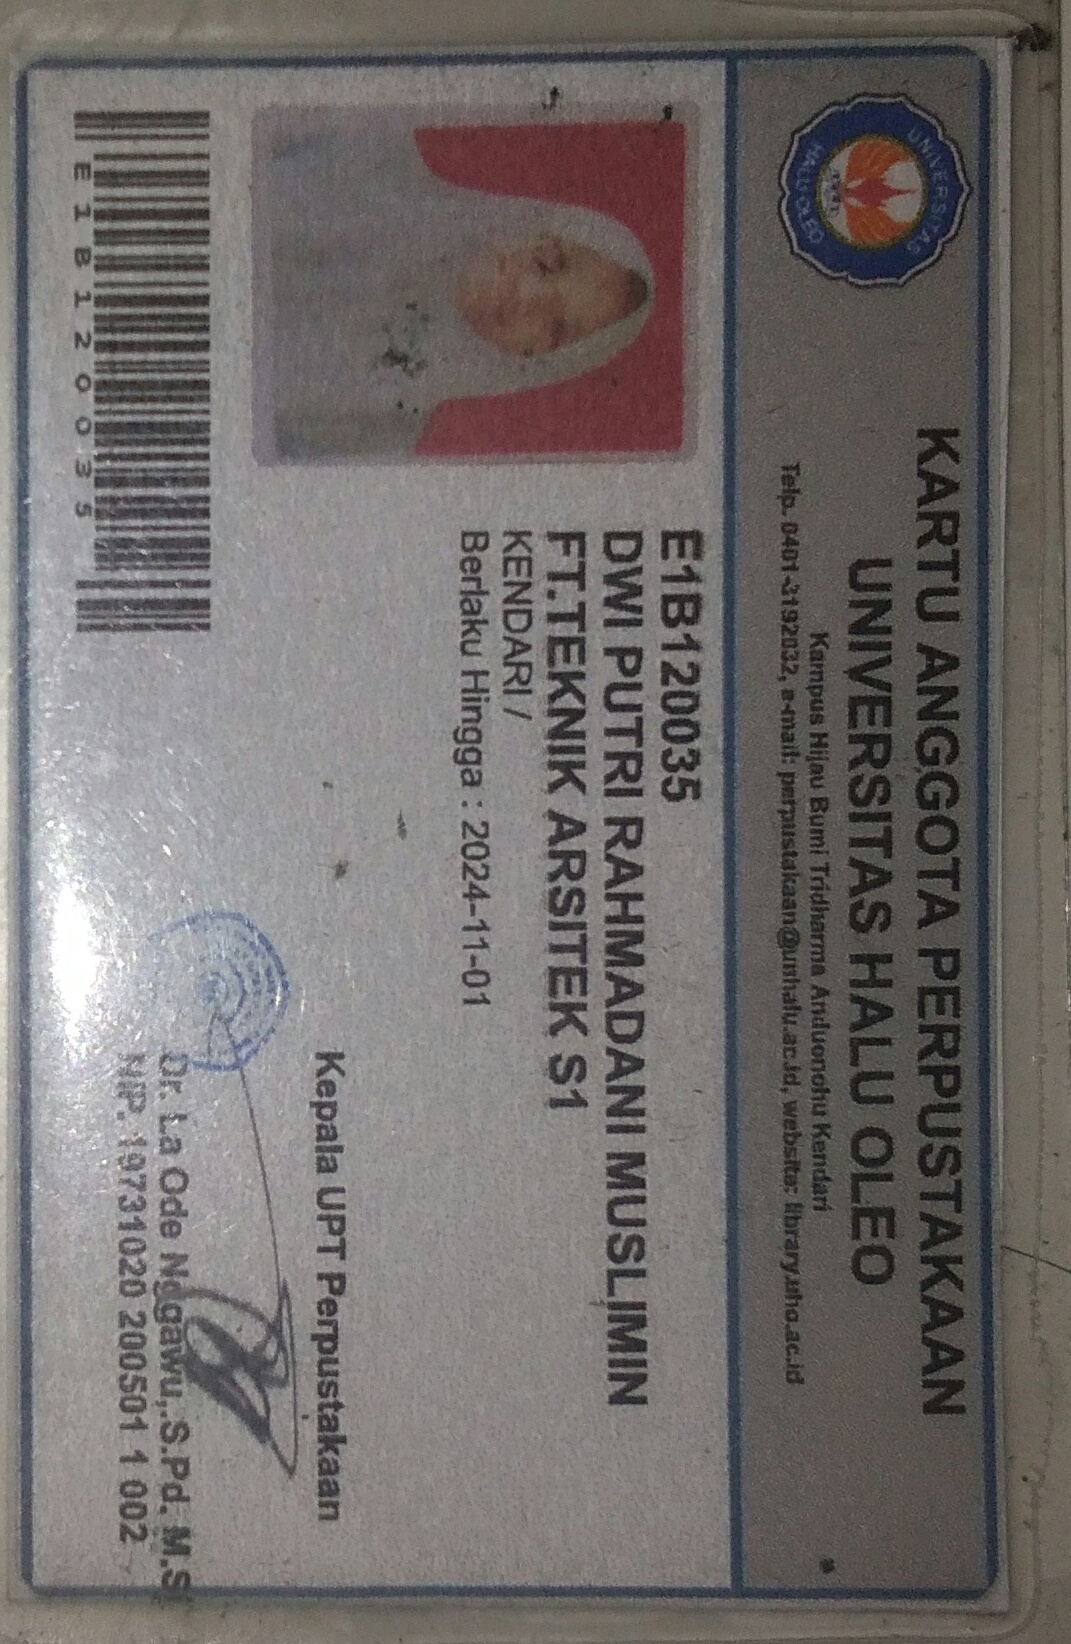 UNIVERSITAS
HALU OLEO
KARTU ANGGOTA PERPUSTAKAAN
UNIVERSITAS HALU OLEO
Kampus Hijau Bumi Tridharma Anduonohu Kendari
Telp. 0401-3192032, e-mail: perpustakaan@unhalu.ac.id, website: library.uho.ac.id
E1B120035
DWI PUTRI RAHMADANI MUSLIMIN
FT.TEKNIK ARSITEK S1
KENDARI /
Berlaku Hingga : 2024-11-01
Kepala UPT Perpustakaan
Dr. La Ode Nggawu,.S.Pd. M.Si
NIP. 19731020 200501 1 002
E1B120035